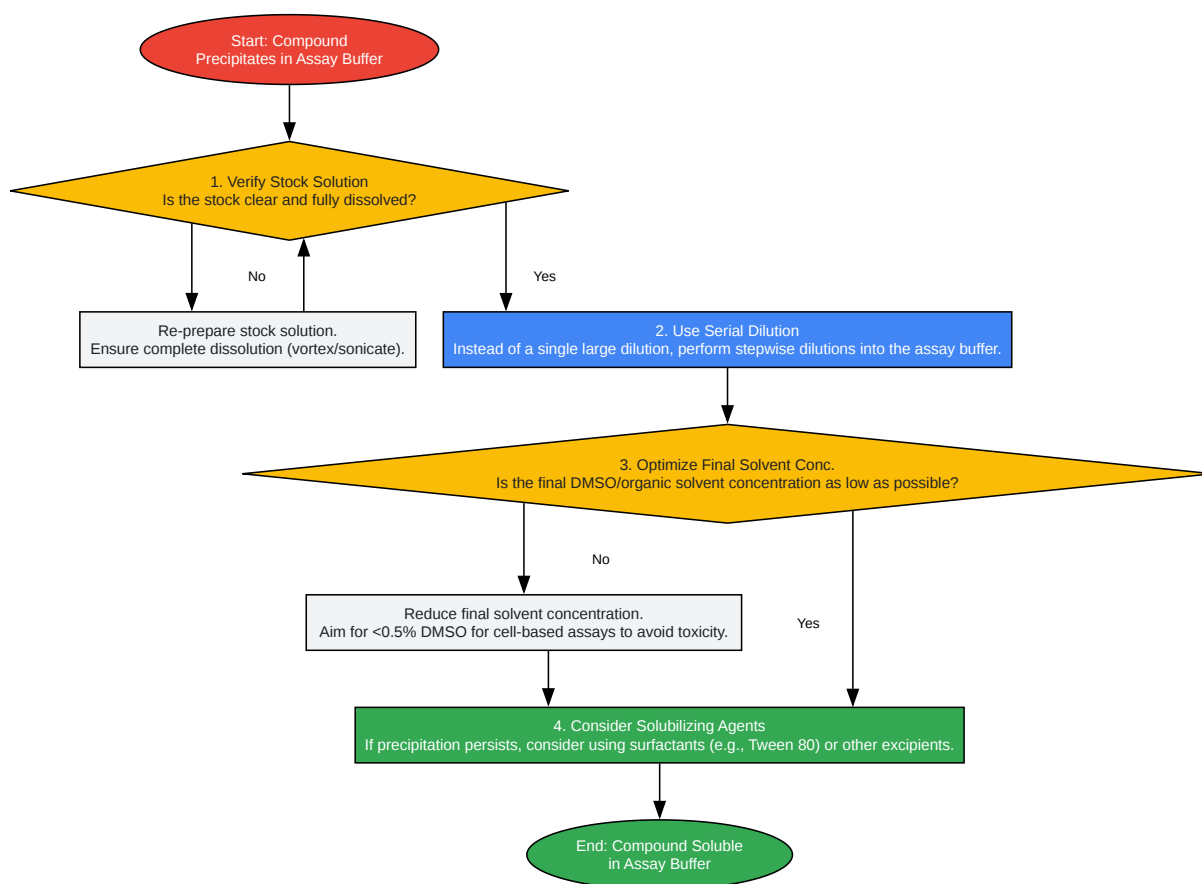 Start: Compound
Precipitates in Assay Buffer
1. Verify Stock Solution
Is the stock clear and fully dissolved?
No
Yes
Re-prepare stock solution.
Ensure complete dissolution (vortex/sonicate).
2. Use Serial Dilution
Instead of a single large dilution, perform stepwise dilutions into the assay buffer.
3. Optimize Final Solvent Conc.
Is the final DMSO/organic solvent concentration as low as possible?
No
Reduce final solvent concentration.
Aim for <0.5% DMSO for cell-based assays to avoid toxicity.
Yes
4. Consider Solubilizing Agents
If precipitation persists, consider using surfactants (e.g., Tween 80) or other excipients.
End: Compound Soluble
in Assay Buffer